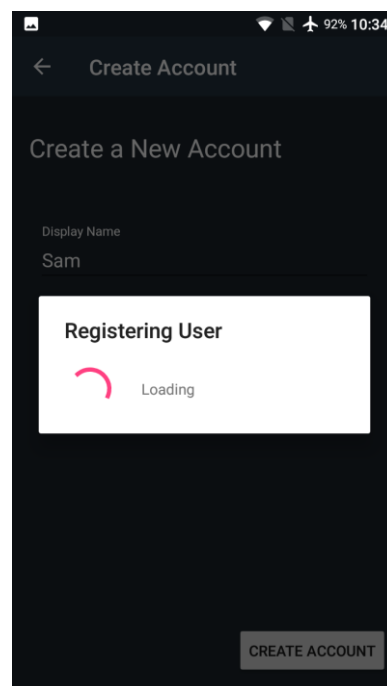 92% 10:34
Create Account
Create a New Account
Display Name
Sam
Registering User
Loading
CREATE ACCOUNT